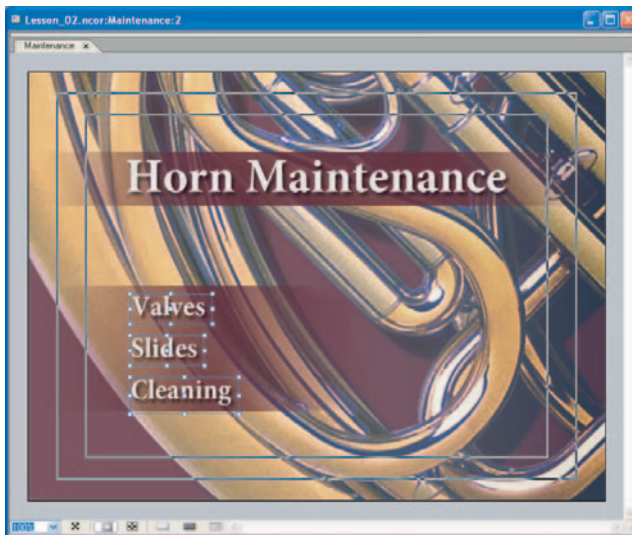 Lesson_02.ncor:Maintenance:2
Maintenance
Horn Maintenance
Valves
Slides
Cleaning
100%